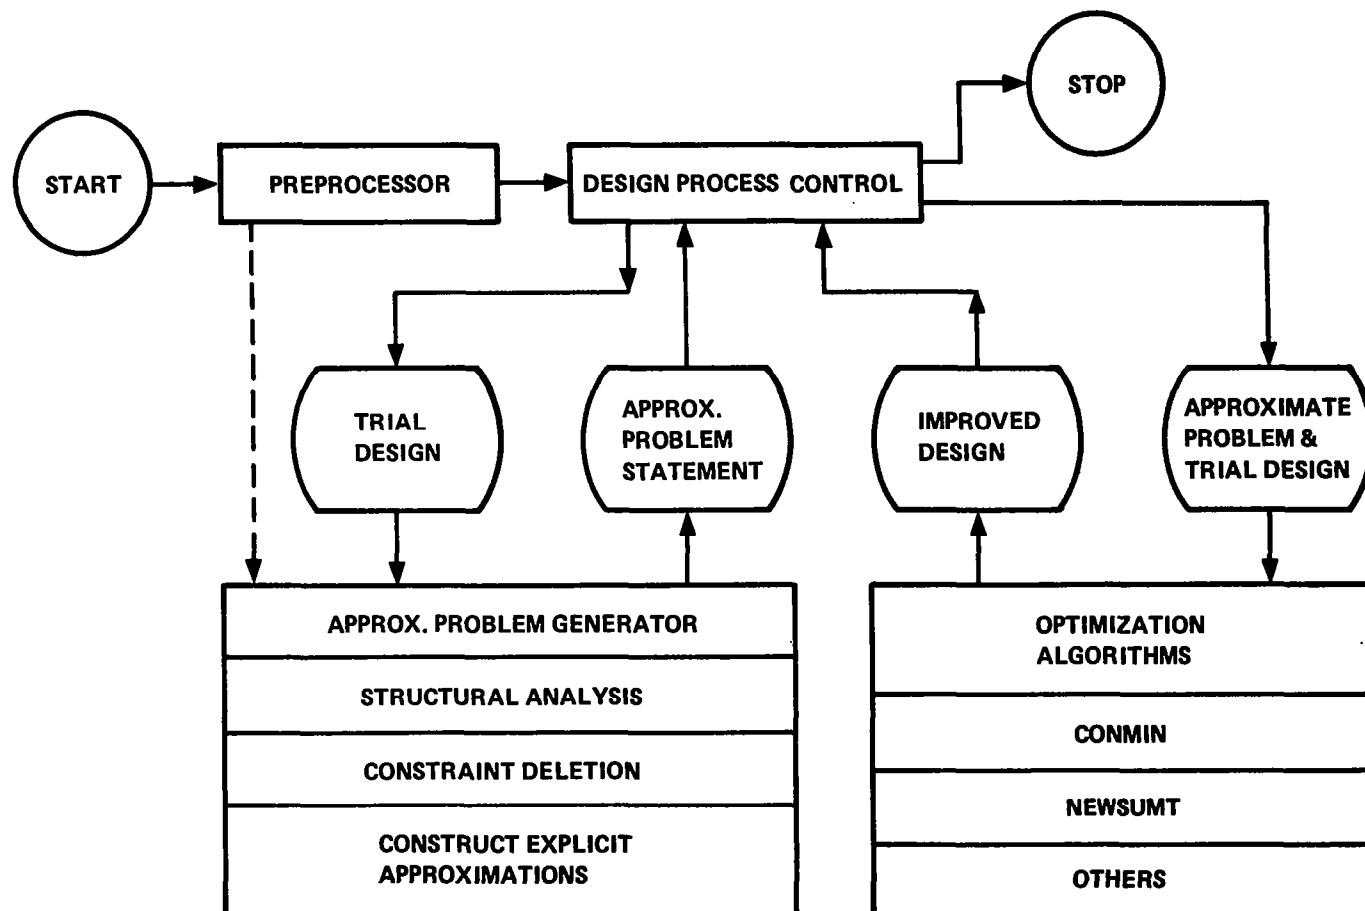 STOP
START
PREPROCESSOR
DESIGN PROCESS CONTROL
TRIAL
DESIGN
APPROX.
PROBLEM
STATEMENT
IMPROVED
DESIGN
APPROXIMATE
PROBLEM &
TRIAL DESIGN
APPROX. PROBLEM GENERATOR
STRUCTURAL ANALYSIS
CONSTRAINT DELETION
CONSTRUCT EXPLICIT
APPROXIMATIONS
OPTIMIZATION
ALGORITHMS
CONMIN
NEWSUMT
OTHERS